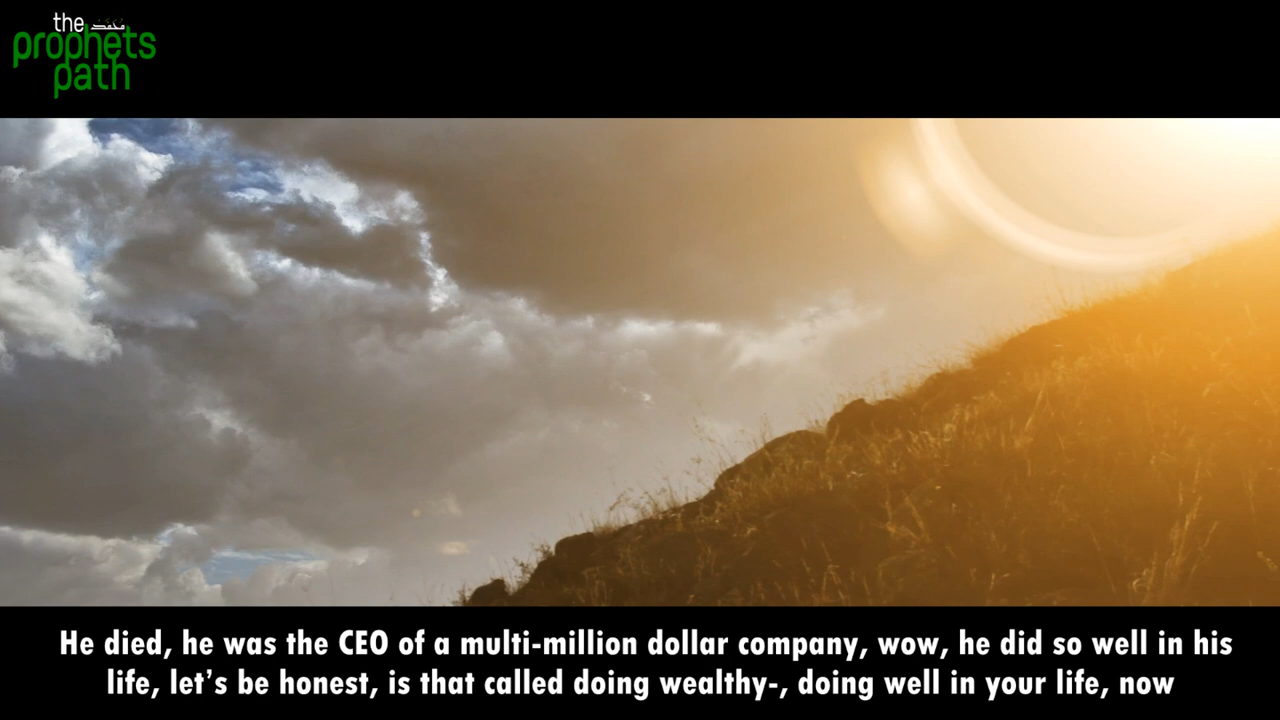 the محمد
prophets
path
He died, he was the CEO of a multi-million dollar company, wow, he did so well in his
life, let's be honest, is that called doing wealthy-, doing well in your life, now